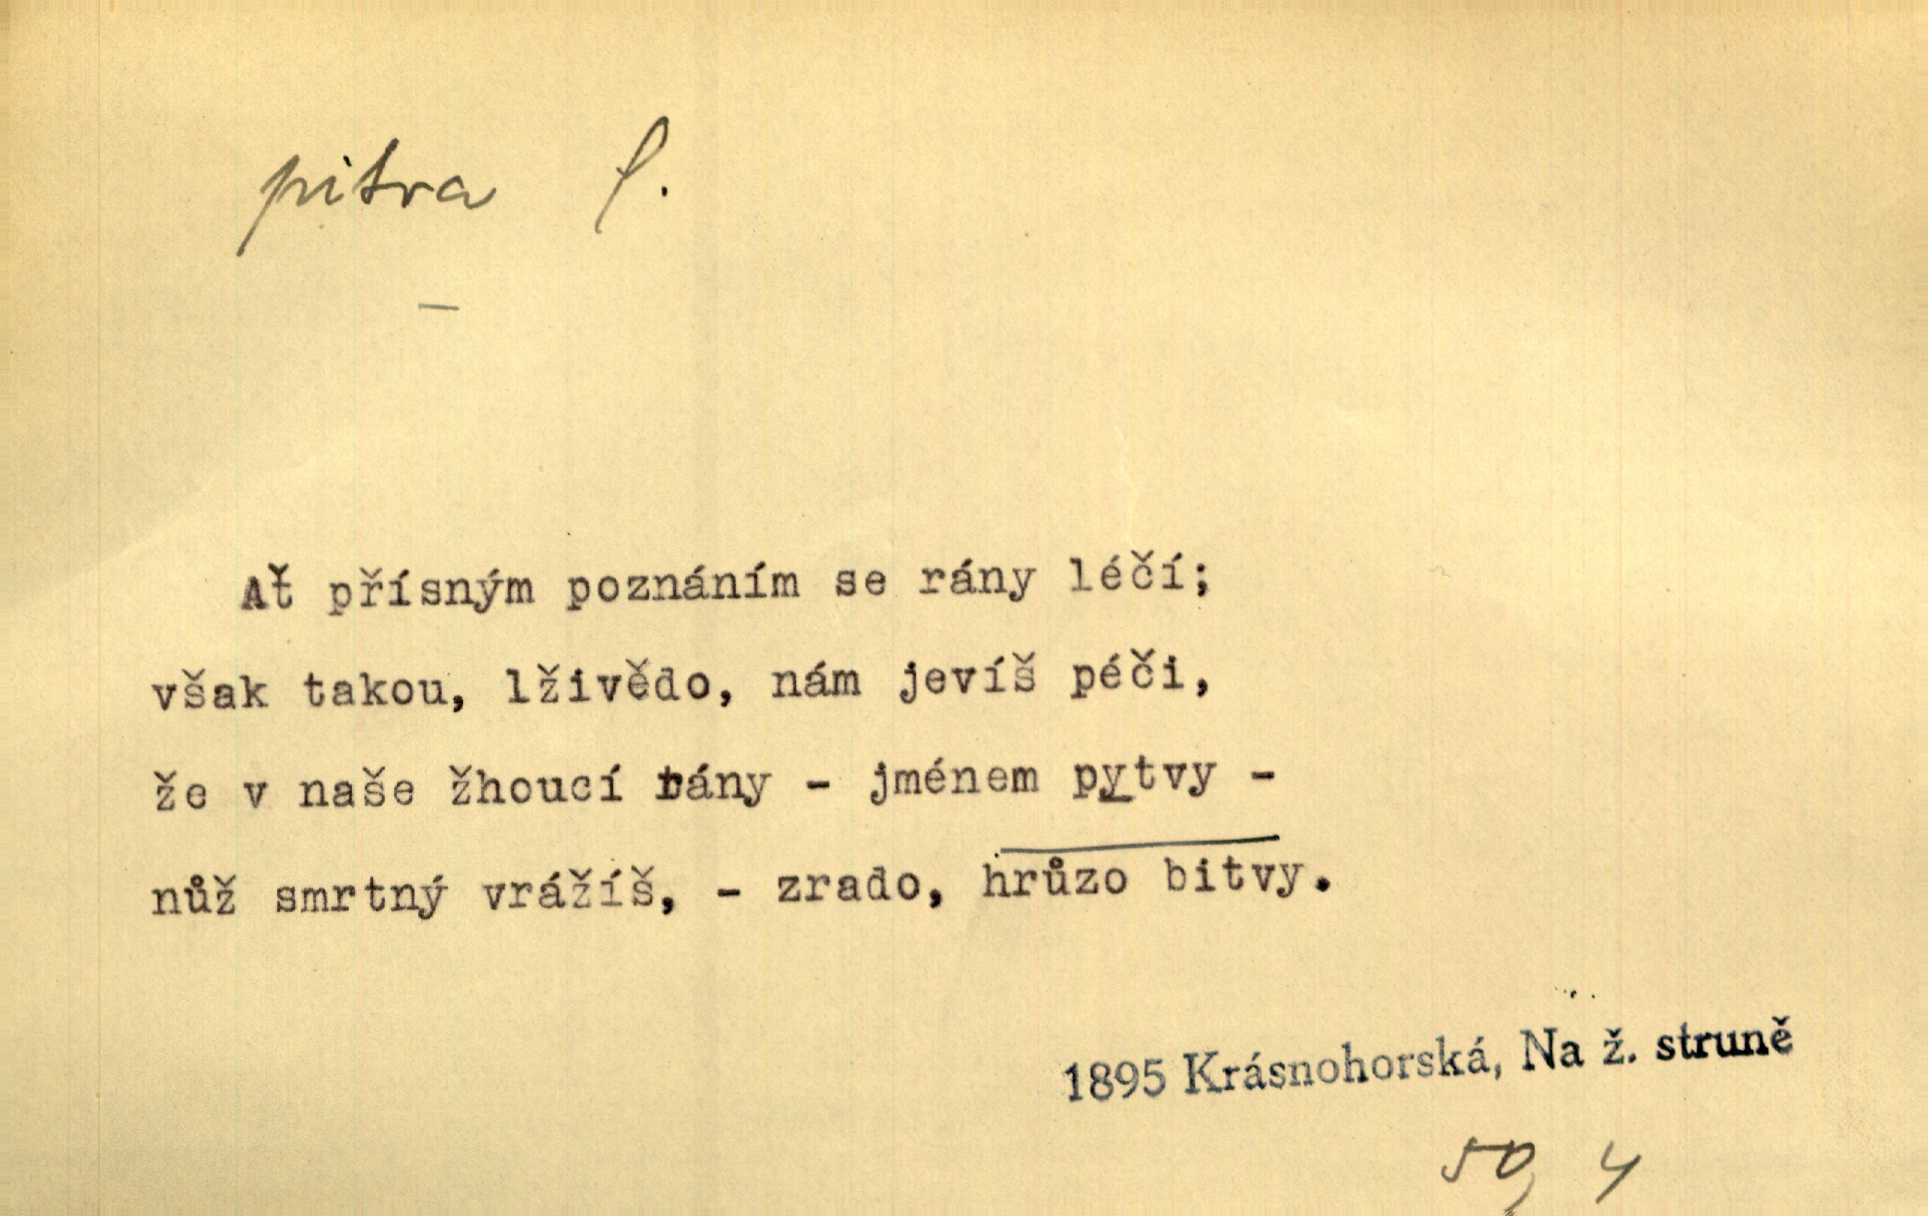 pitra f.
Ať přísným poznáním se rány léčí;
však takou, lživědo, nám jevíš péči,
že v naše žhoucí rány - jménem pytvy -
nůž smrtný vrážíš, - zrado, hrůzo bitvy.
1895 Krásnohorská, Na ž. struně
50, 4